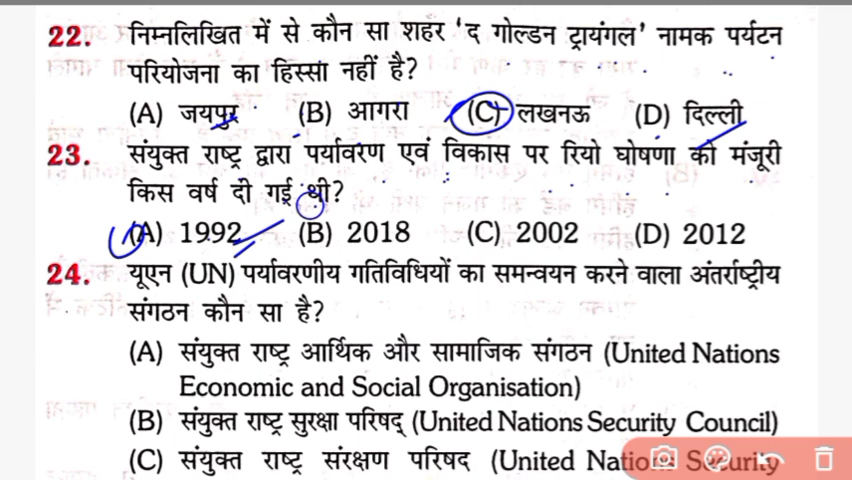 22. निम्नलिखित में से कौन सा शहर ‘द गोल्डन ट्रायंगल’ नामक पर्यटन
परियोजना का हिस्सा नहीं है?
(A) जयपुर (B) आगरा (C) लखनऊ (D) दिल्ली
23. संयुक्त राष्ट्र द्वारा पर्यावरण एवं विकास पर रियो घोषणा को मंजूरी
किस वर्ष दी गई थी?
(A) 1992 (B) 2018 (C) 2002 (D) 2012
24. यूएन (UN) पर्यावरणीय गतिविधियों का समन्वयन करने वाला अंतर्राष्ट्रीय
संगठन कौन सा है?
(A) संयुक्त राष्ट्र आर्थिक और सामाजिक संगठन (United Nations
Economic and Social Organisation)
(B) संयुक्त राष्ट्र सुरक्षा परिषद् (United Nations Security Council)
(C) संयुक्त राष्ट्र संरक्षण परिषद (United Nations Security